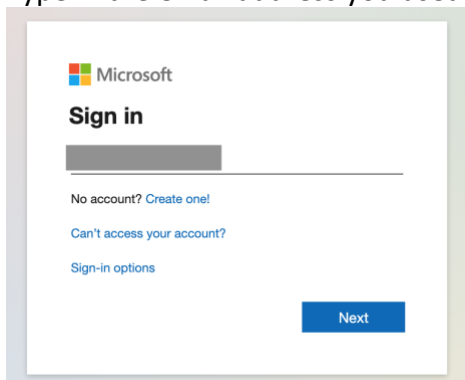 Microsoft
Sign in
No account? Create one!
Can't access your account?
Sign-in options
Next